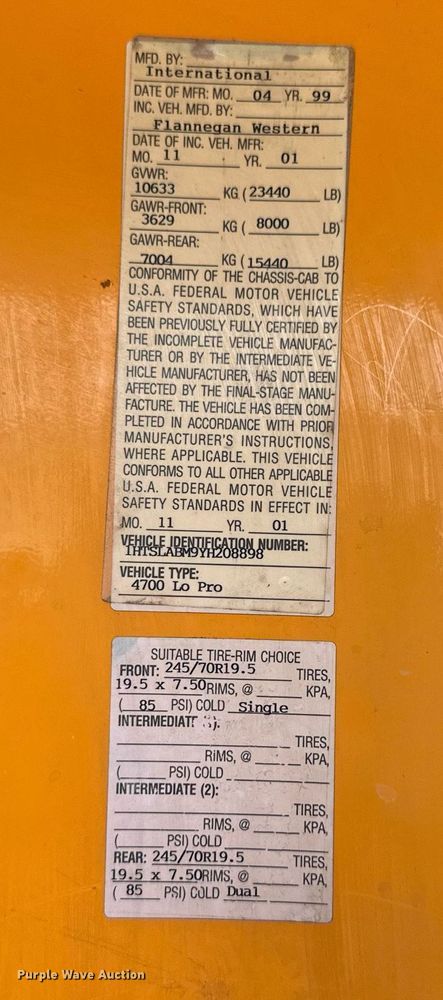 MFD. BY:
International
DATE OF MFR: MO. 04 YR. 99
INC. VEH. MFD. BY:
Flannegan Western
DATE OF INC. VEH. MFR:
MO. 11 YR. 01
GVWR:
10633 KG (23440 LB)
GAWR-FRONT:
3629 KG ( 8000 LB)
GAWR-REAR:
7004 KG (15440 LB)
CONFORMITY OF THE CHASSIS-CAB TO
U.S.A. FEDERAL MOTOR VEHICLE
SAFETY STANDARDS, WHICH HAVE
BEEN PREVIOUSLY FULLY CERTIFIED BY
THE INCOMPLETE VEHICLE MANUFAC-
TURER OR BY THE INTERMEDIATE VE-
HICLE MANUFACTURER, HAS NOT BEEN
AFFECTED BY THE FINAL-STAGE MANU-
FACTURE. THE VEHICLE HAS BEEN COM-
PLETED IN ACCORDANCE WITH PRIOR
MANUFACTURER'S INSTRUCTIONS,
WHERE APPLICABLE. THIS VEHICLE
CONFORMS TO ALL OTHER APPLICABLE
U.S.A. FEDERAL MOTOR VEHICLE
SAFETY STANDARDS IN EFFECT IN:
MO. 11 YR. 01
VEHICLE IDENTIFICATION NUMBER:
1HTSLABM9YH208898
VEHICLE TYPE:
4700 Lo Pro
SUITABLE TIRE-RIM CHOICE
FRONT: 245/70R19.5 TIRES,
19.5 x 7.50 RIMS, @ KPA,
( 85 PSI) COLD Single
TIRES,
RIMS, @ KPA,
( PSI) COLD
INTERMEDIATE (2):
TIRES,
RIMS, @ KPA,
( PSI) COLD
REAR: 245/70R19.5 TIRES,
19.5 x 7.50 RIMS, @ KPA,
( 85 PSI) COLD Dual
Purple Wave Auction